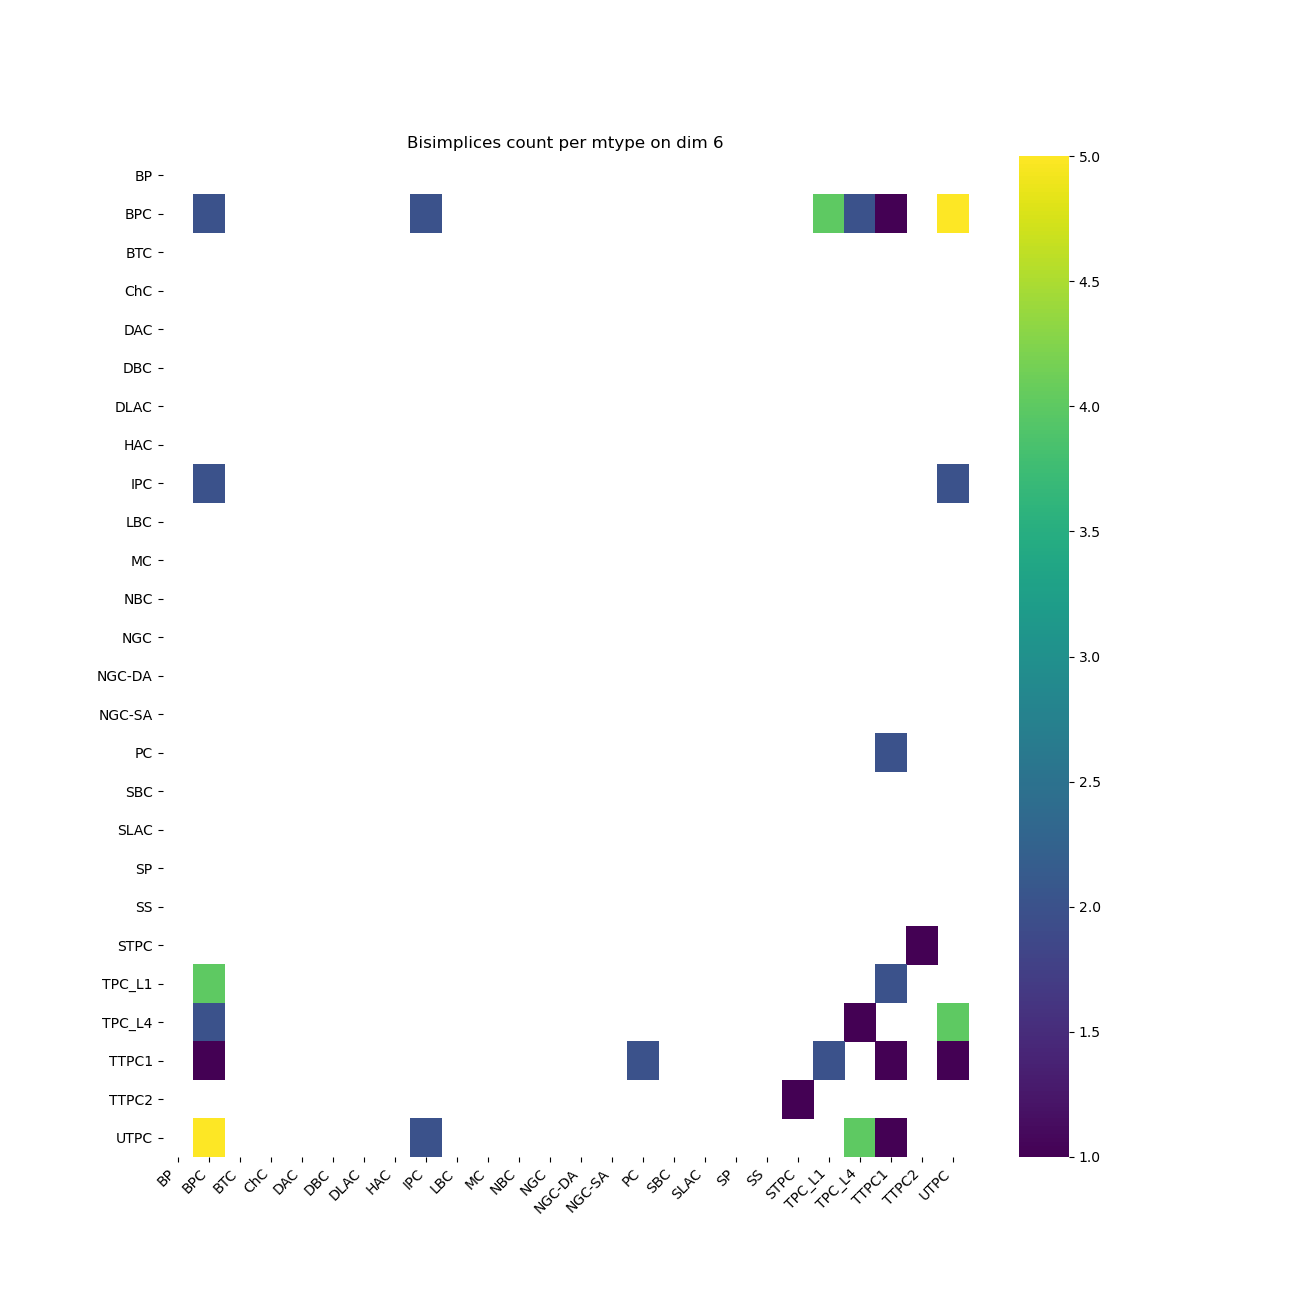 Bisimplices count per mtype on dim 6
BP
BPC
BTC
ChC
DAC
DBC
DLAC
HAC
IPC
LBC
MC
NBC
NGC
NGC-DA
NGC-SA
PC
SBC
SLAC
SP
SS
STPC
TPC_L1
TPC_L4
TTPC1
TTPC2
UTPC
BP
BPC
BTC
ChC
DAC
DBC
DLAC
HAC
IPC
LBC
MC
NBC
NGC
NGC-DA
NGC-SA
PC
SBC
SLAC
SP
SS
STPC
TPC_L1
TPC_L4
TTPC1
TTPC2
UTPC
5.0
4.5
4.0
3.5
3.0
2.5
2.0
1.5
1.0